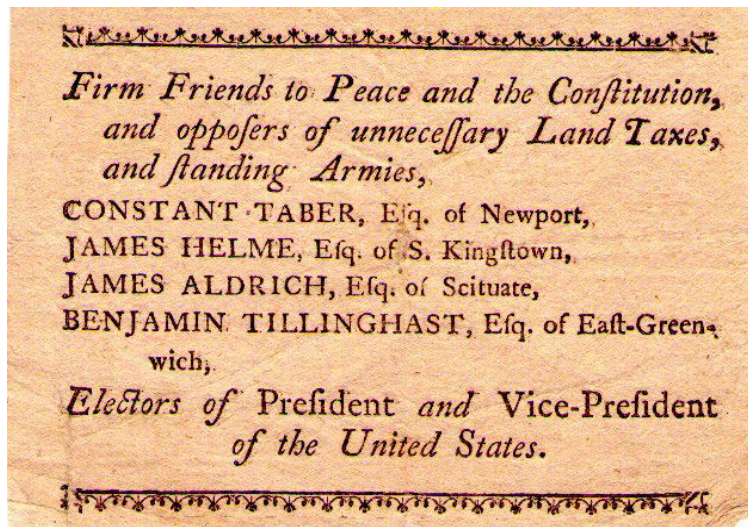 Firm Friends to Peace and the Conſtitution,
and oppoſers of unneceſſary Land Taxes,
and ſtanding Armies,
CONSTANT TABER, Eſq. of Newport,
JAMES HELME, Eſq. of S. Kingſtown,
JAMES ALDRICH, Eſq. of Scituate,
BENJAMIN TILLINGHAST, Eſq. of Eaſt-Green-
wich,
Electors of Preſident and Vice-Preſident
of the United States.